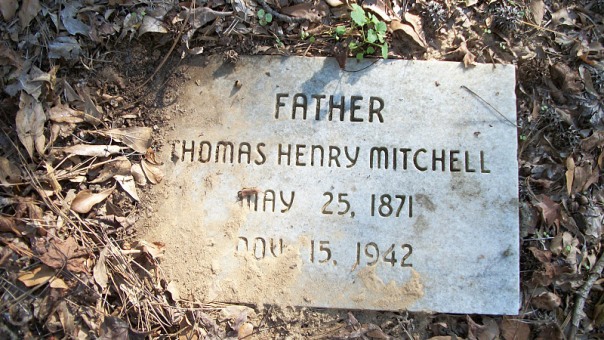 FATHER
THOMAS HENRY MITCHELL
MAY 25, 1871
NOV 15, 1942